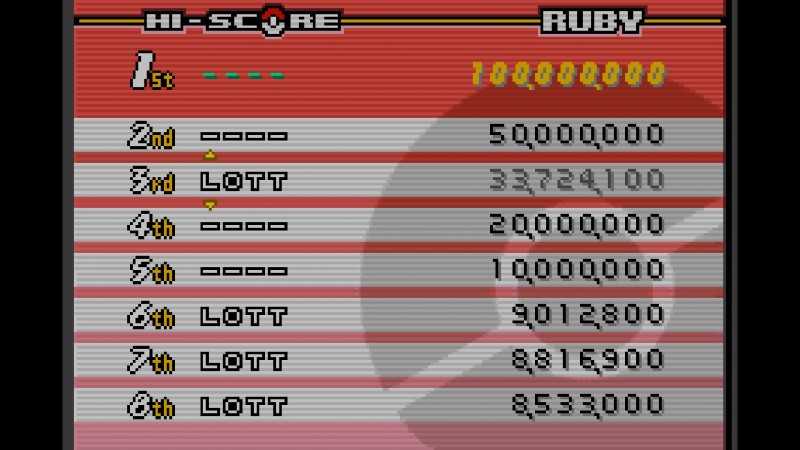 HI-SCORE RUBY
1st ---- 100,000,000
2nd ---- 50,000,000
3rd LOTT 33,724,100
4th ---- 20,000,000
5th ---- 10,000,000
6th LOTT 9,012,800
7th LOTT 8,816,900
8th LOTT 8,533,000